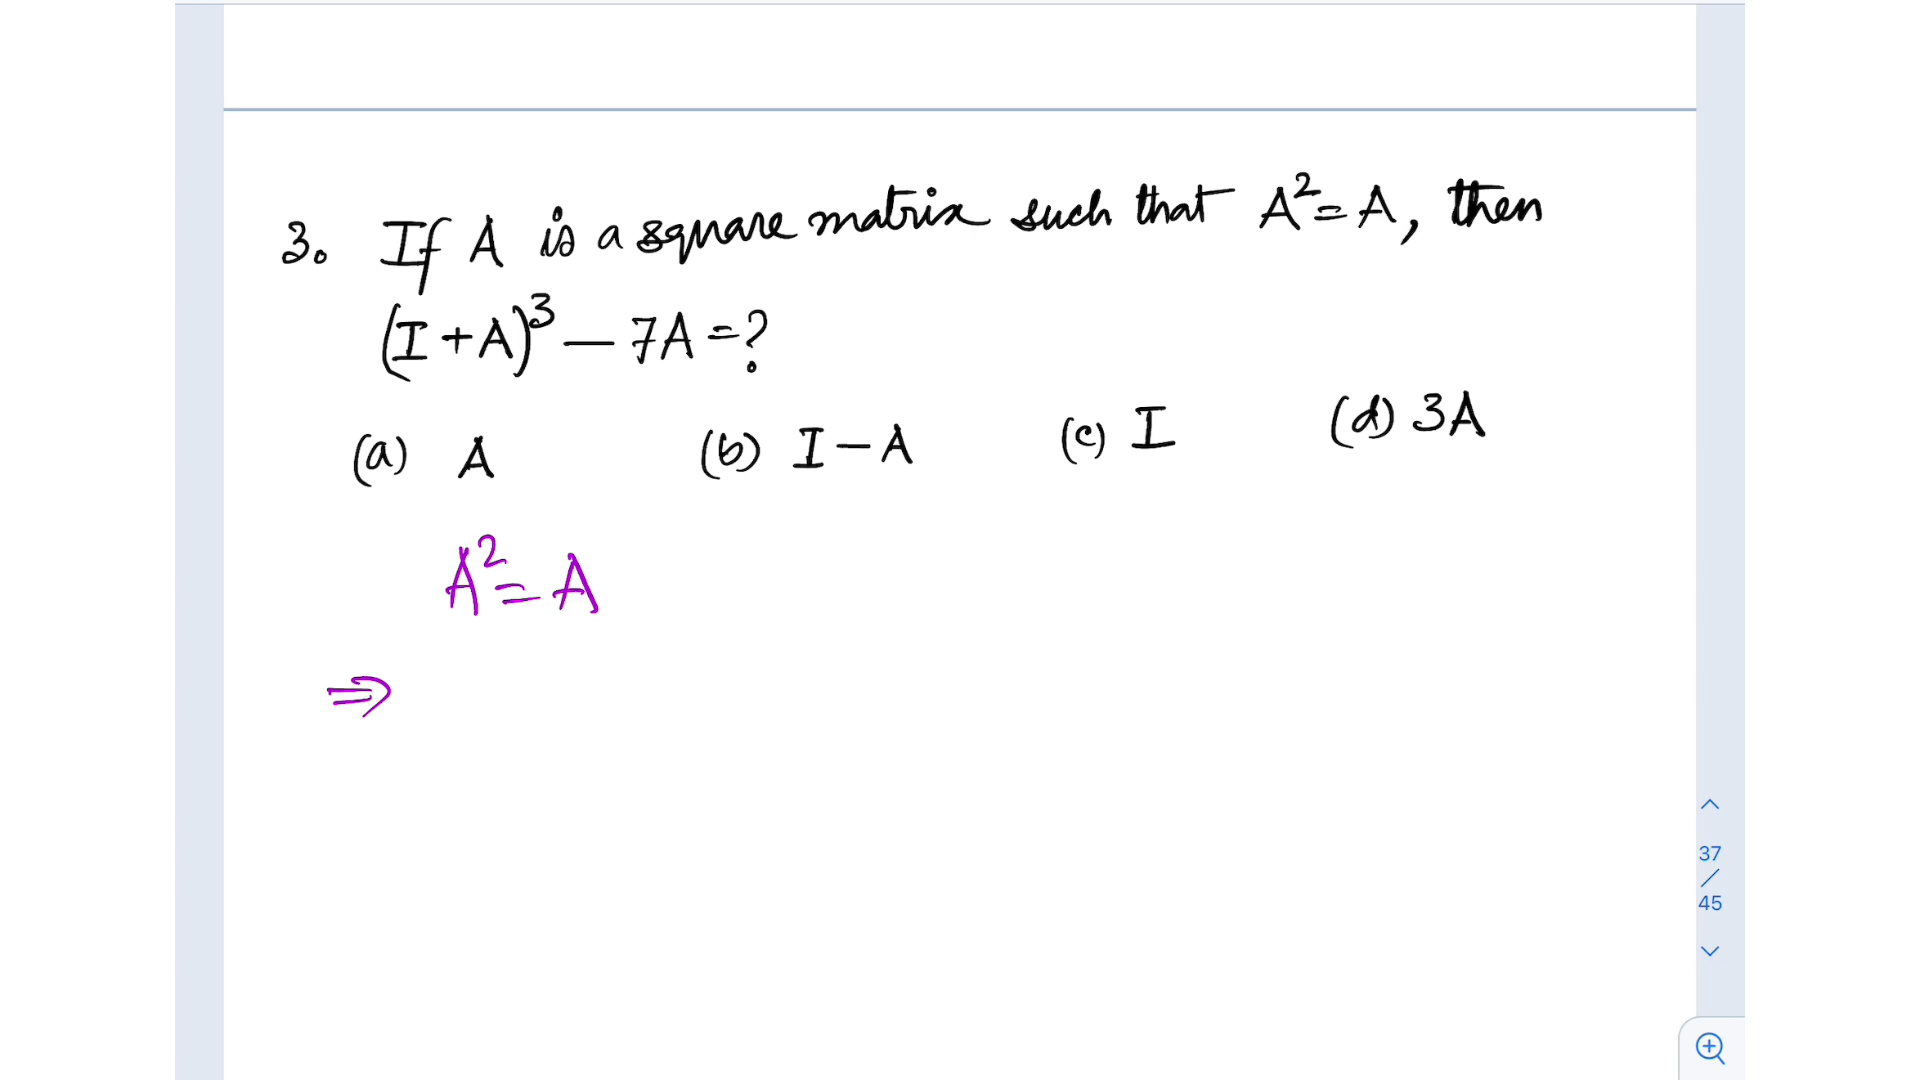 3. If A is a square matrix such that A² = A, then
(I + A)³ − 7A = ?
(a) A (b) I − A (c) I (d) 3A
A² = A
⇒
37
/
45